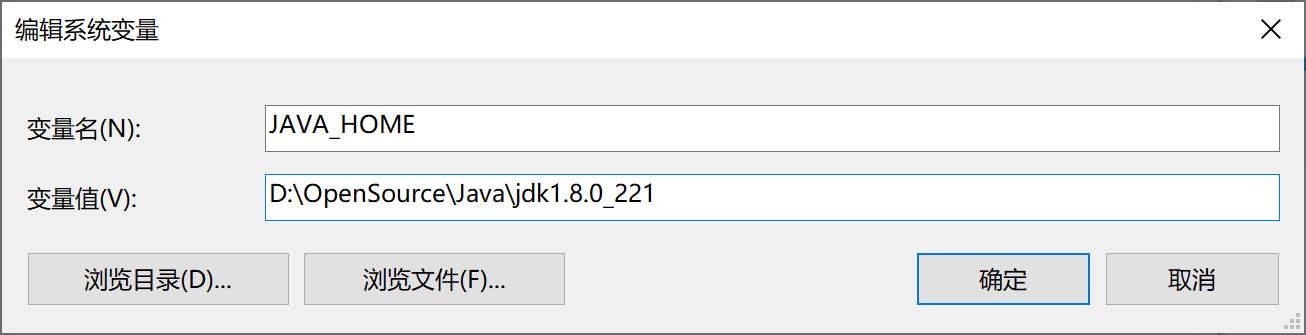 编辑系统变量
变量名(N):
JAVA_HOME
变量值(V):
D:\OpenSource\Java\jdk1.8.0_221
浏览目录(D)...
浏览文件(F)...
确定
取消